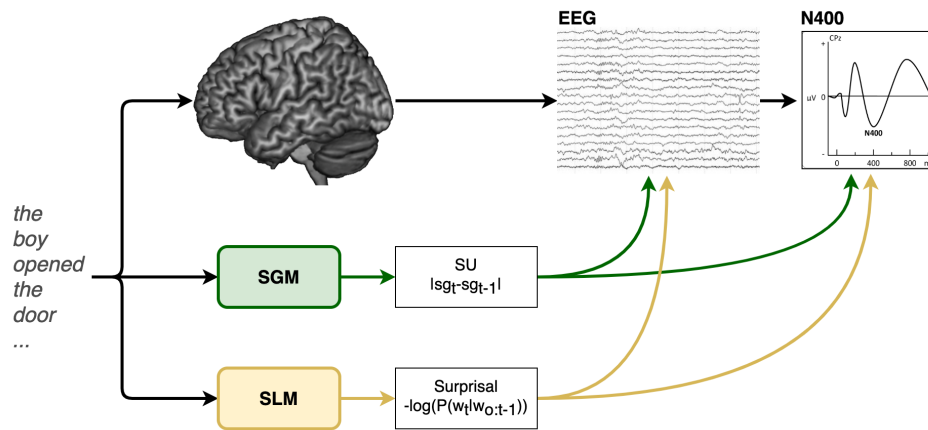 EEG
N400
CPz
+
uV 0
N400
-
0 400 800 m
the
boy
opened
the
door
...
SGM
SU
|sgt-sgt-1|
SLM
Surprisal
-log(P(wt|wo:t-1))